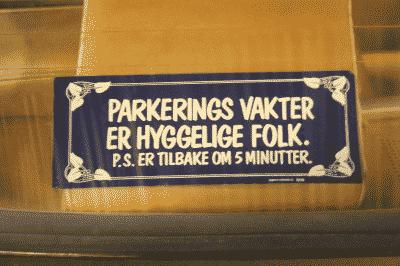 PARKERINGS VAKTER
ER HYGGELIGE FOLK.
P.S. ER TILBAKE OM 5 MINUTTER.